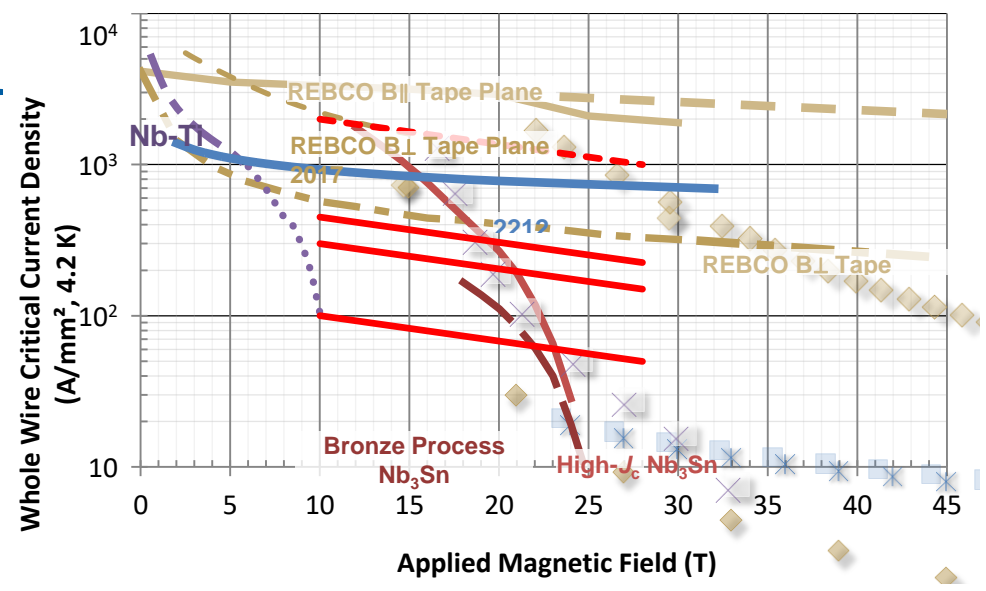 Whole Wire Critical Current Density
(A/mm², 4.2 K)
10⁴
10³
10²
10
0 5 10 15 20 25 30 35 40 45
Applied Magnetic Field (T)
REBCO B∥ Tape Plane
Nb-Ti
REBCO B⊥ Tape Plane
2017
2212
REBCO B⊥ Tape
Bronze Process
Nb₃Sn
High-Jc Nb₃Sn